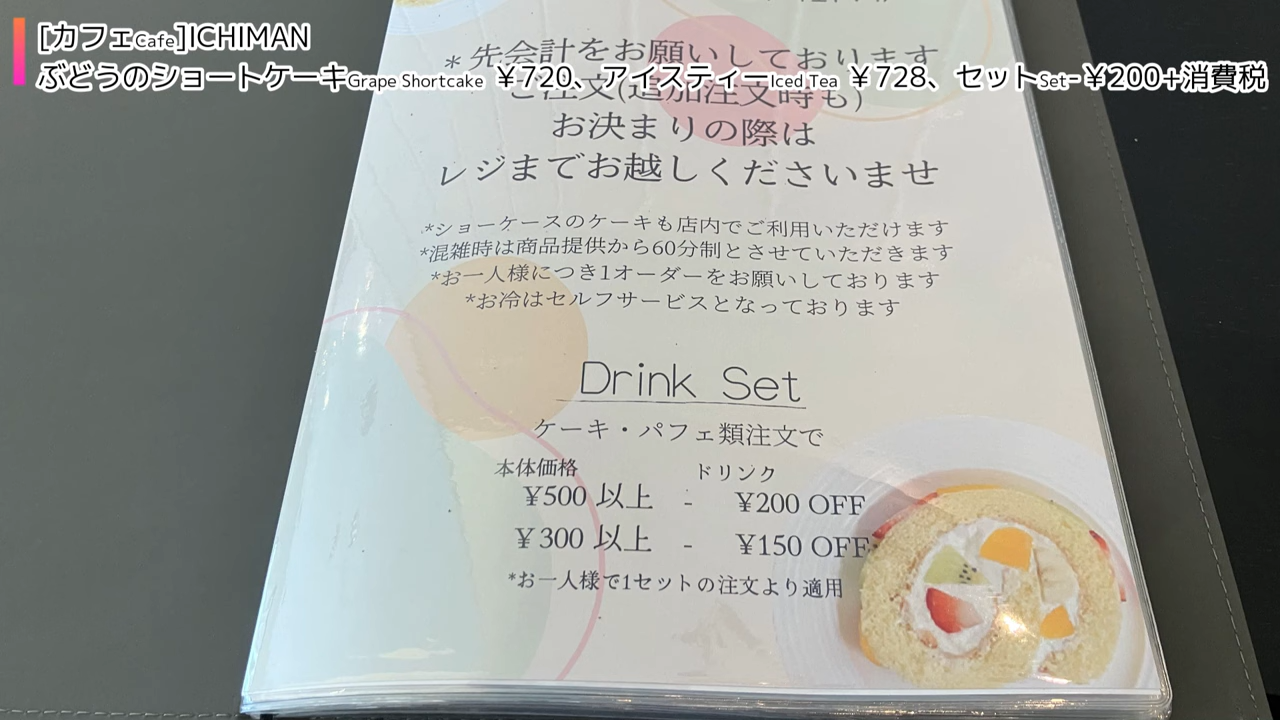 [カフェCafe]ICHIMAN
ぶどうのショートケーキGrape Shortcake ￥720、アイスティーIced Tea ￥728、セットSet-￥200+消費税
*先会計をお願いしております
ご注文(追加注文時も)
お決まりの際は
レジまでお越しくださいませ
*ショーケースのケーキも店内でご利用いただけます
*混雑時は商品提供から60分制とさせていただきます
*お一人様につき1オーダーをお願いしております
*お冷はセルフサービスとなっております
Drink Set
ケーキ・パフェ類注文で
本体価格 ドリンク
¥500 以上 - ¥200 OFF
¥300 以上 - ¥150 OFF
*お一人様で1セットの注文より適用